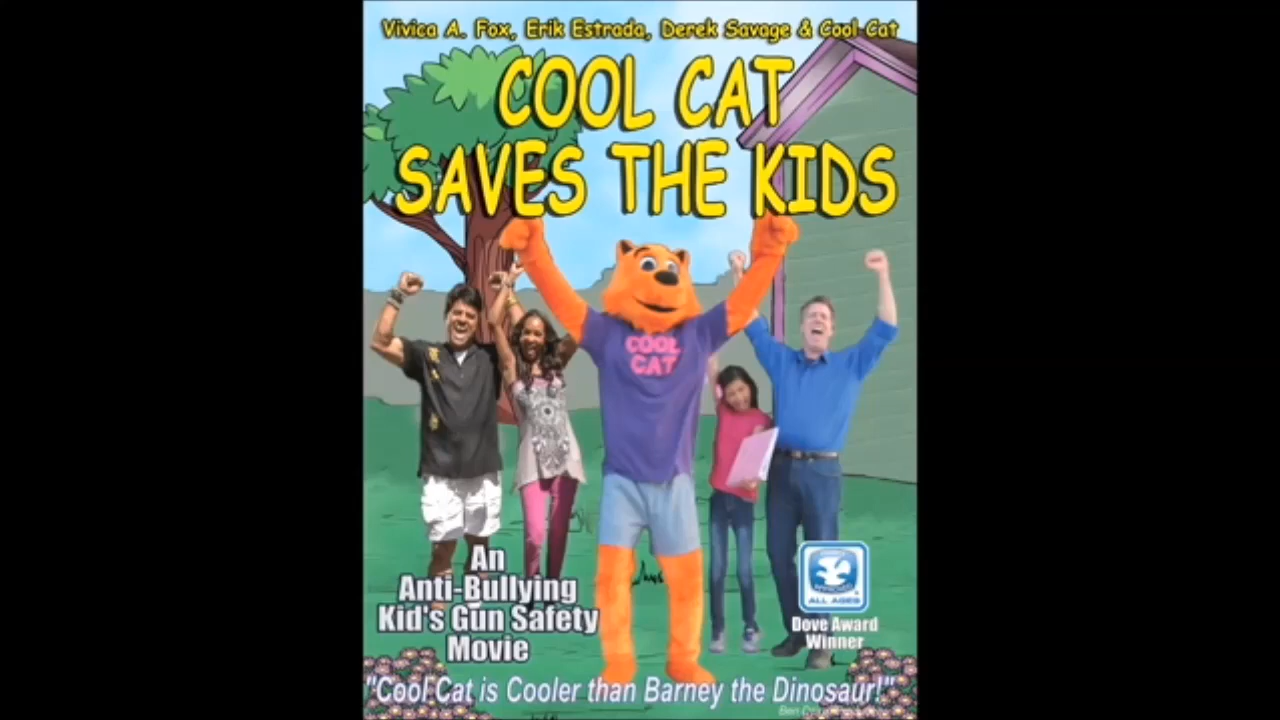 Vivica A. Fox, Erik Estrada, Derek Savage & Cool Cat
COOL CAT
SAVES THE KIDS
COOL
CAT
An
Anti-Bullying
Kid's Gun Safety
Movie
APPROVED
ALL AGES
Dove Award
Winner
"Cool Cat is Cooler than Barney the Dinosaur!"